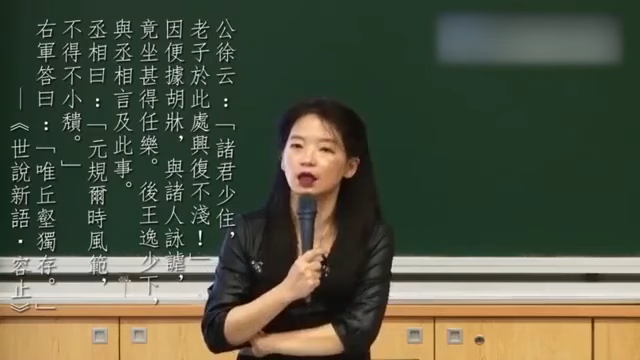 公徐云：「諸君少住，
老子於此處興復不淺！」
因便據胡牀，與諸人詠謔，
竟坐甚得任樂。後王逸少下，
與丞相言及此事。
丞相曰：「元規爾時風範，
不得不小穨。」
右軍答曰：「唯丘壑獨存。」
—《世說新語·容止》